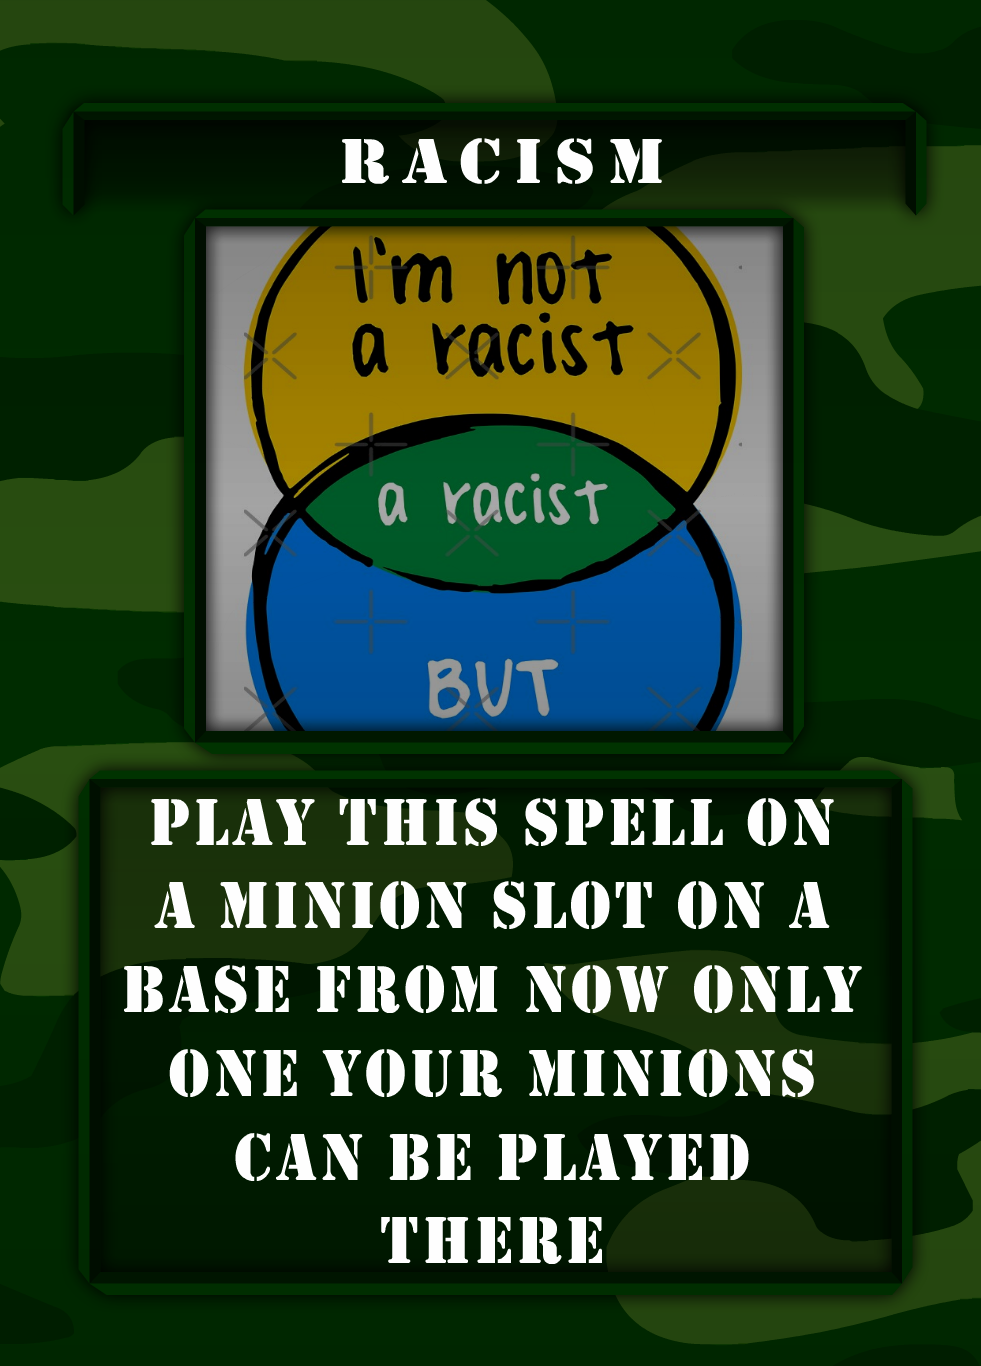 RACISM
I'm not
a racist
a racist
BUT
PLAY THIS SPELL ON
A MINION SLOT ON A
BASE FROM NOW ONLY
ONE YOUR MINIONS
CAN BE PLAYED
THERE